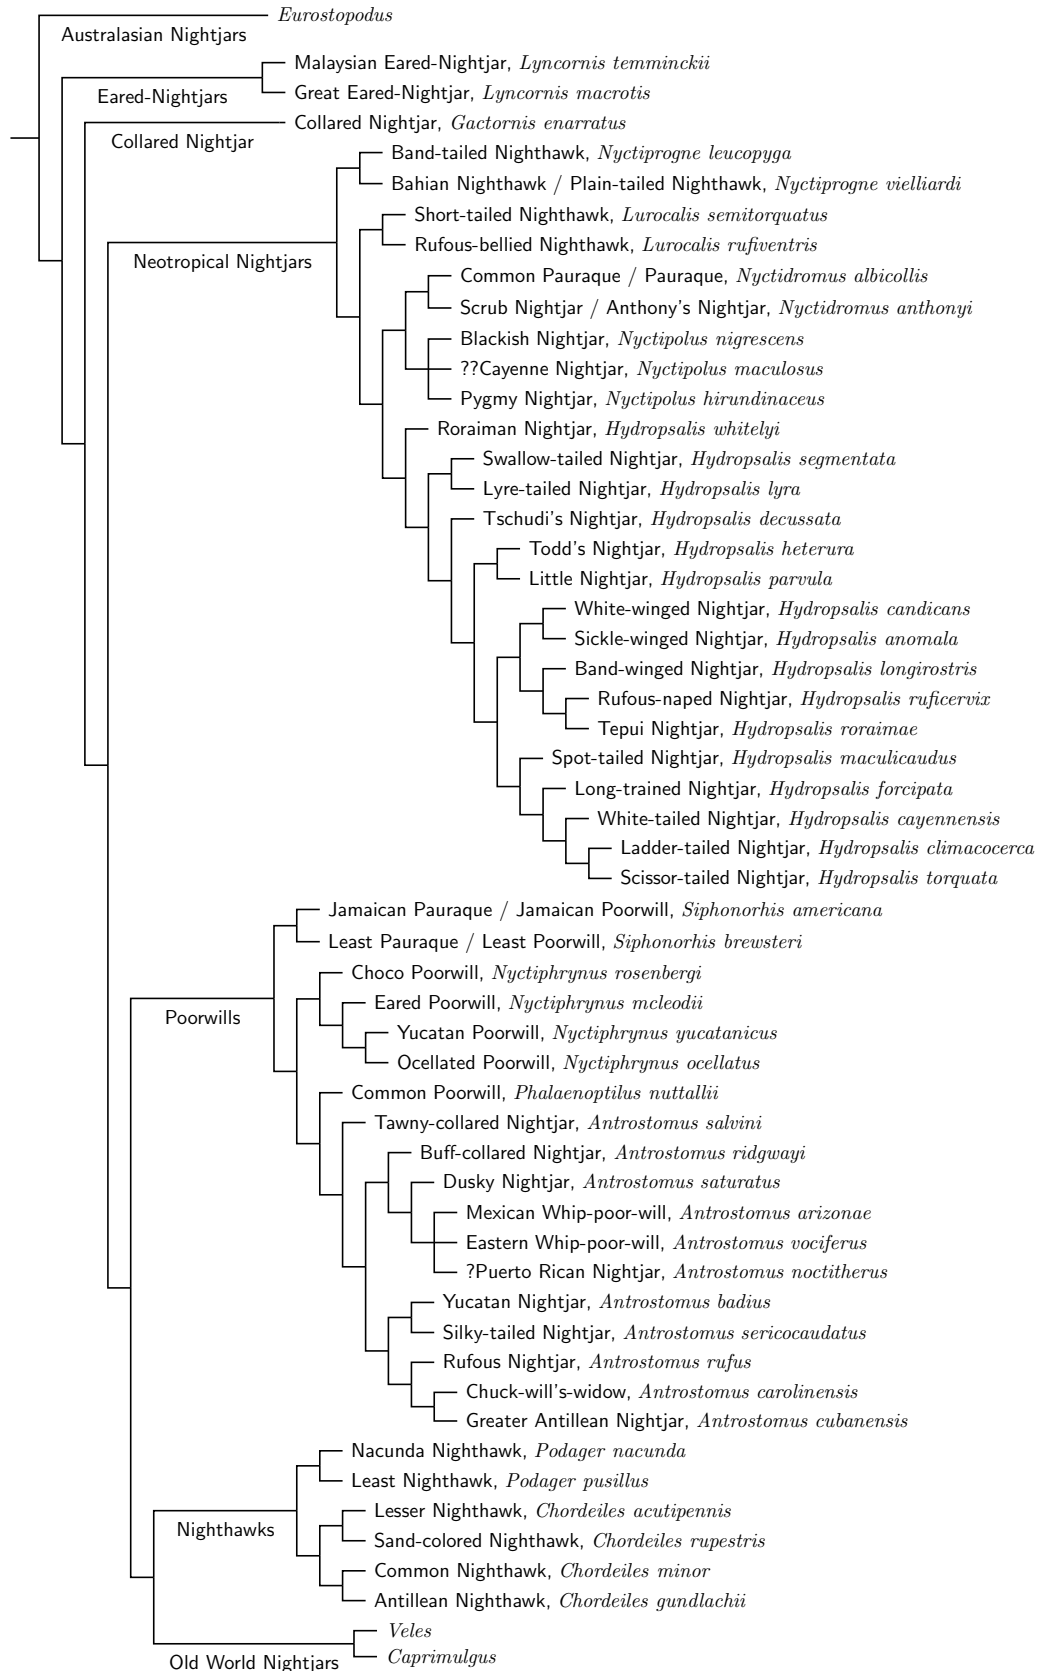 Eurostopodus
Australasian Nightjars
Malaysian Eared-Nightjar, Lyncornis temminckii
Great Eared-Nightjar, Lyncornis macrotis
Eared-Nightjars
Collared Nightjar, Gactornis enarratus
Collared Nightjar
Band-tailed Nighthawk, Nyctiprogne leucopyga
Bahian Nighthawk / Plain-tailed Nighthawk, Nyctiprogne vielliardi
Short-tailed Nighthawk, Lurocalis semitorquatus
Rufous-bellied Nighthawk, Lurocalis rufiventris
Neotropical Nightjars
Common Pauraque / Pauraque, Nyctidromus albicollis
Scrub Nightjar / Anthony's Nightjar, Nyctidromus anthonyi
Blackish Nightjar, Nyctipolus nigrescens
??Cayenne Nightjar, Nyctipolus maculosus
Pygmy Nightjar, Nyctipolus hirundinaceus
Roraiman Nightjar, Hydropsalis whitelyi
Swallow-tailed Nightjar, Hydropsalis segmentata
Lyre-tailed Nightjar, Hydropsalis lyra
Tschudi's Nightjar, Hydropsalis decussata
Todd's Nightjar, Hydropsalis heterura
Little Nightjar, Hydropsalis parvula
White-winged Nightjar, Hydropsalis candicans
Sickle-winged Nightjar, Hydropsalis anomala
Band-winged Nightjar, Hydropsalis longirostris
Rufous-naped Nightjar, Hydropsalis ruficervix
Tepui Nightjar, Hydropsalis roraimae
Spot-tailed Nightjar, Hydropsalis maculicaudus
Long-trained Nightjar, Hydropsalis forcipata
White-tailed Nightjar, Hydropsalis cayennensis
Ladder-tailed Nightjar, Hydropsalis climacocerca
Scissor-tailed Nightjar, Hydropsalis torquata
Jamaican Pauraque / Jamaican Poorwill, Siphonorhis americana
Least Pauraque / Least Poorwill, Siphonorhis brewsteri
Choco Poorwill, Nyctiphrynus rosenbergi
Eared Poorwill, Nyctiphrynus mcleodii
Poorwills
Yucatan Poorwill, Nyctiphrynus yucatanicus
Ocellated Poorwill, Nyctiphrynus ocellatus
Common Poorwill, Phalaenoptilus nuttallii
Tawny-collared Nightjar, Antrostomus salvini
Buff-collared Nightjar, Antrostomus ridgwayi
Dusky Nightjar, Antrostomus saturatus
Mexican Whip-poor-will, Antrostomus arizonae
Eastern Whip-poor-will, Antrostomus vociferus
?Puerto Rican Nightjar, Antrostomus noctitherus
Yucatan Nightjar, Antrostomus badius
Silky-tailed Nightjar, Antrostomus sericocaudatus
Rufous Nightjar, Antrostomus rufus
Chuck-will's-widow, Antrostomus carolinensis
Greater Antillean Nightjar, Antrostomus cubanensis
Nacunda Nighthawk, Podager nacunda
Least Nighthawk, Podager pusillus
Lesser Nighthawk, Chordeiles acutipennis
Nighthawks
Sand-colored Nighthawk, Chordeiles rupestris
Common Nighthawk, Chordeiles minor
Antillean Nighthawk, Chordeiles gundlachii
Veles
Caprimulgus
Old World Nightjars